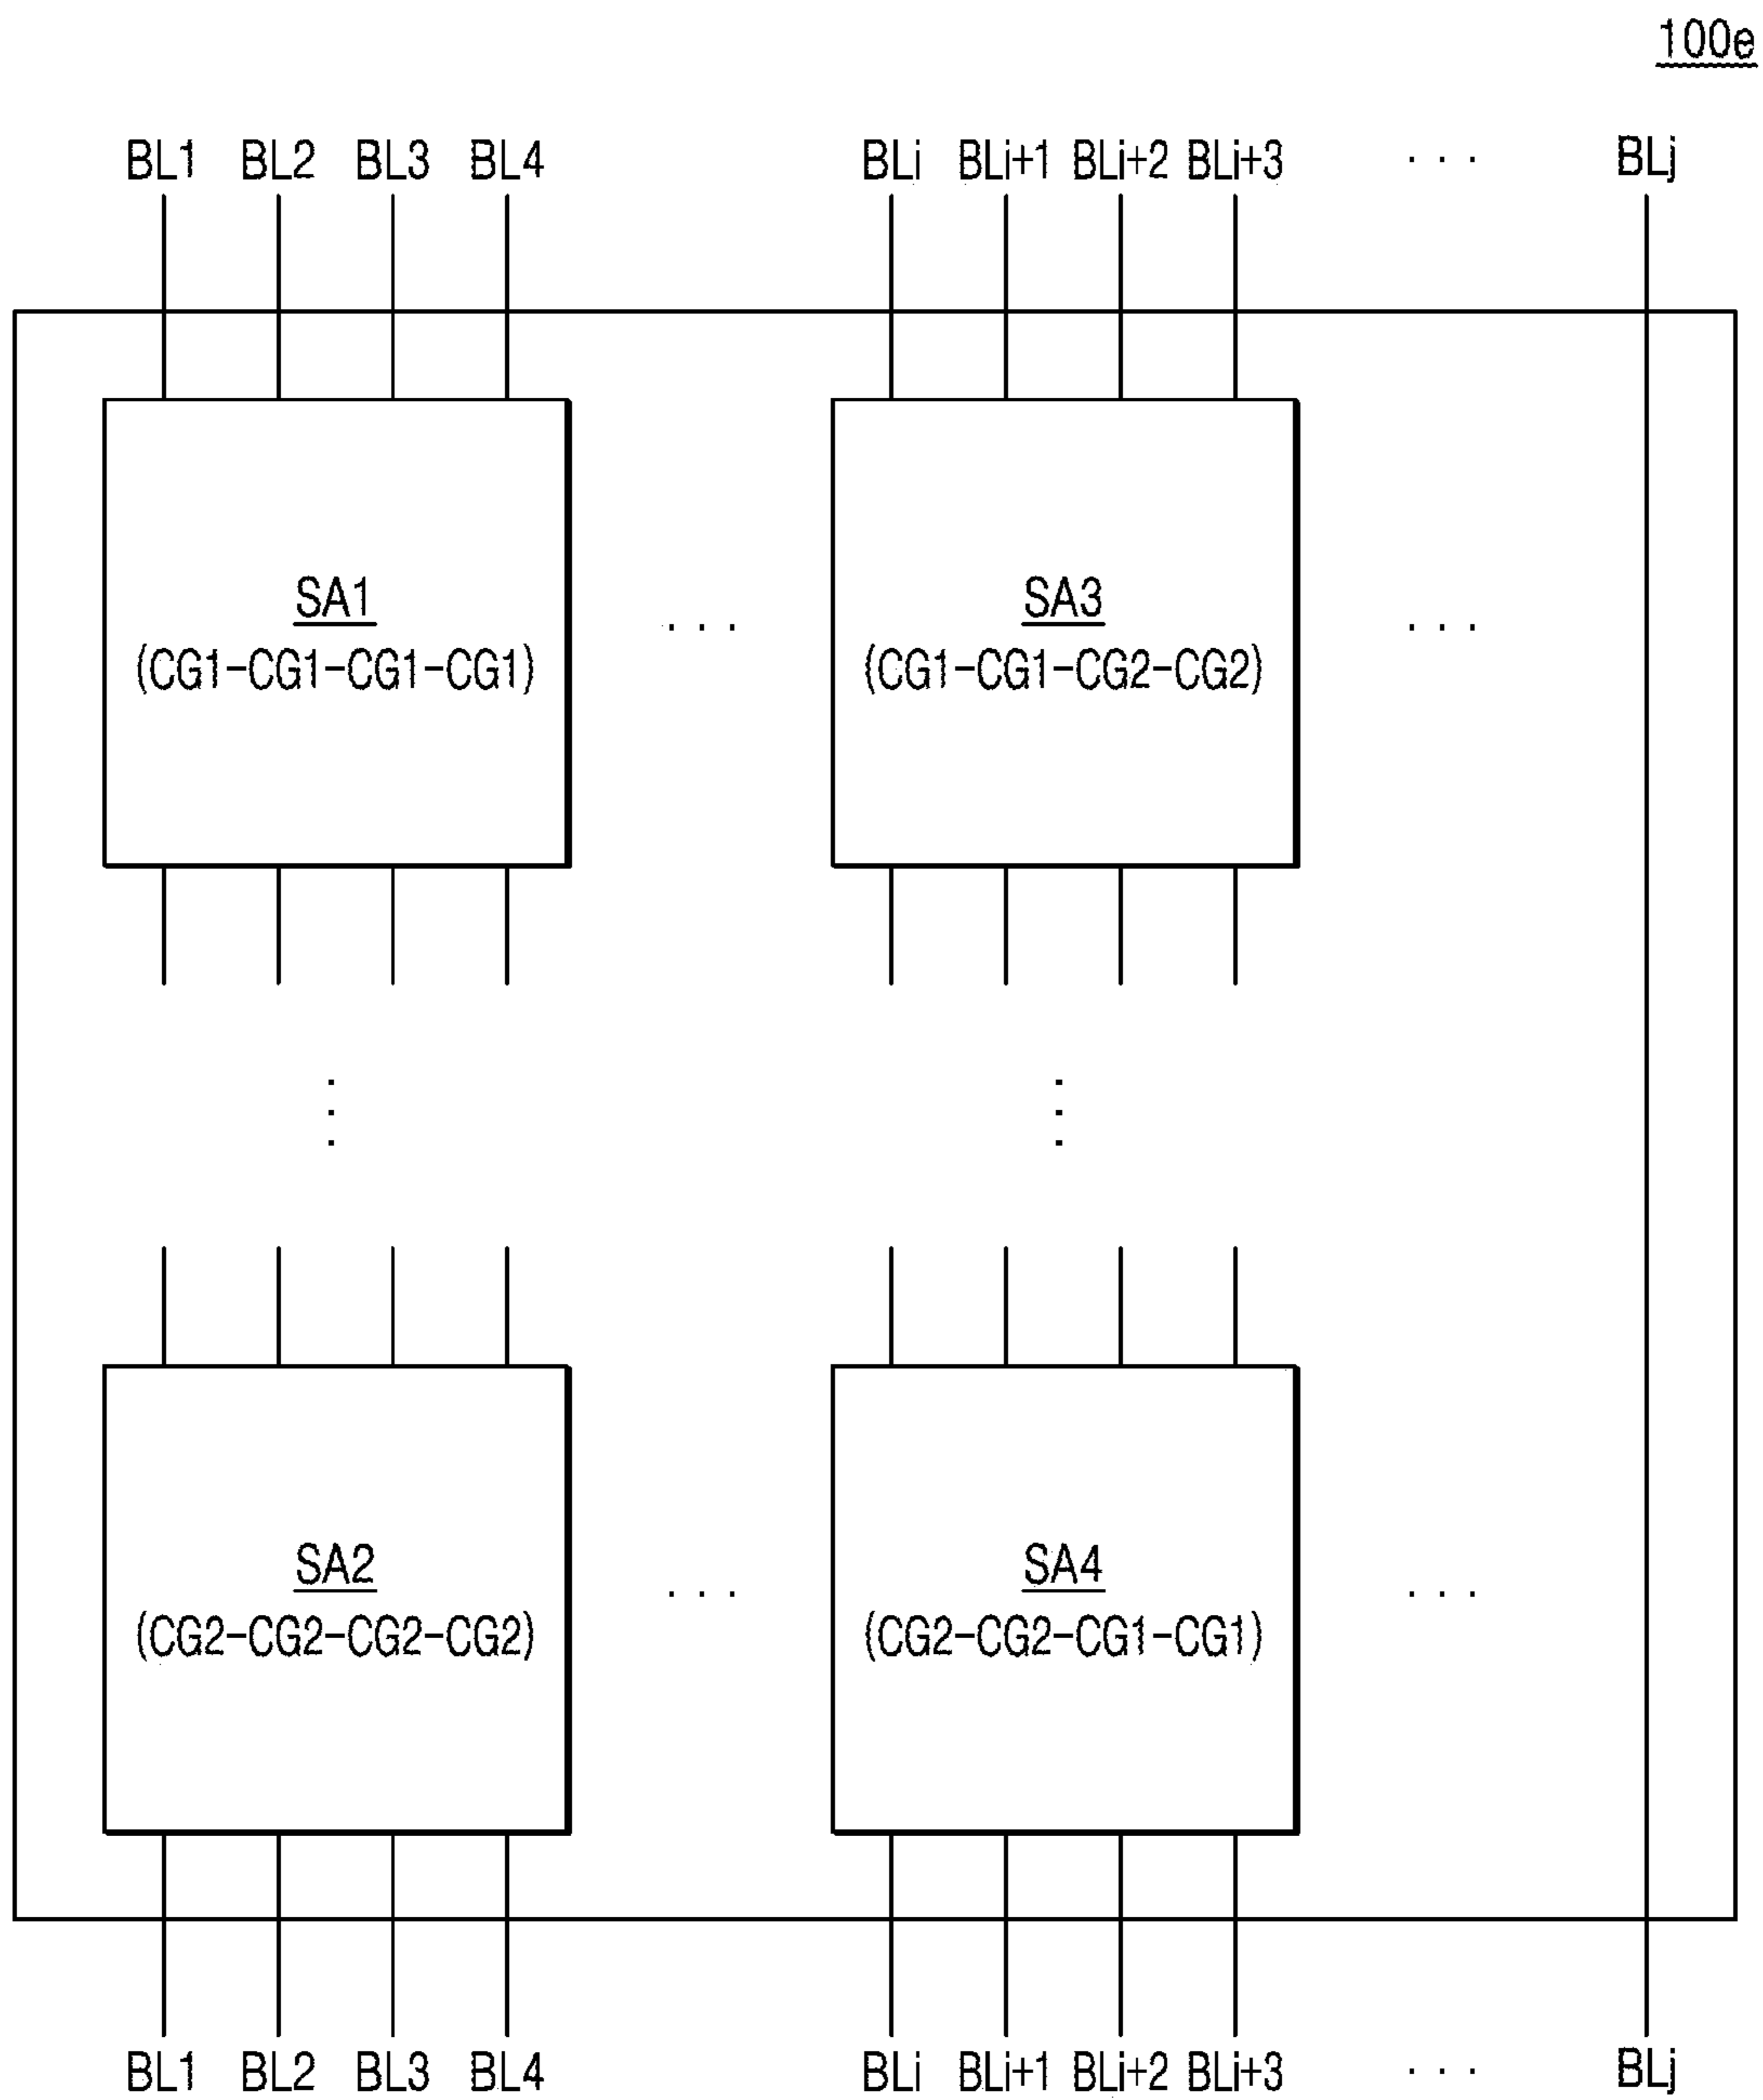 100e
BL1 BL2 BL3 BL4 BLi BLi+1 BLi+2 BLi+3 ... BLj
SA1 ... SA3 ...
(CG1-CG1-CG1-CG1) (CG1-CG1-CG2-CG2)
SA2 ... SA4 ...
(CG2-CG2-CG2-CG2) (CG2-CG2-CG1-CG1)
BL1 BL2 BL3 BL4 BLi BLi+1 BLi+2 BLi+3 ... BLj